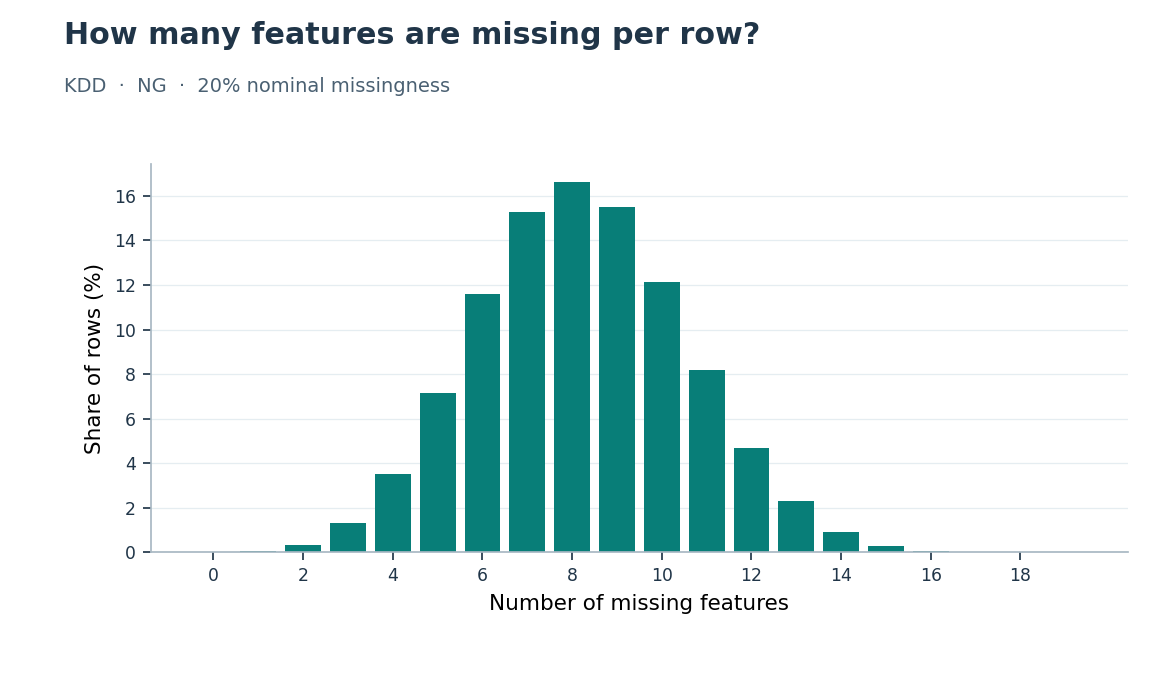 How many features are missing per row?
KDD · NG · 20% nominal missingness
Share of rows (%)
16
14
12
10
8
6
4
2
0
0 2 4 6 8 10 12 14 16 18
Number of missing features